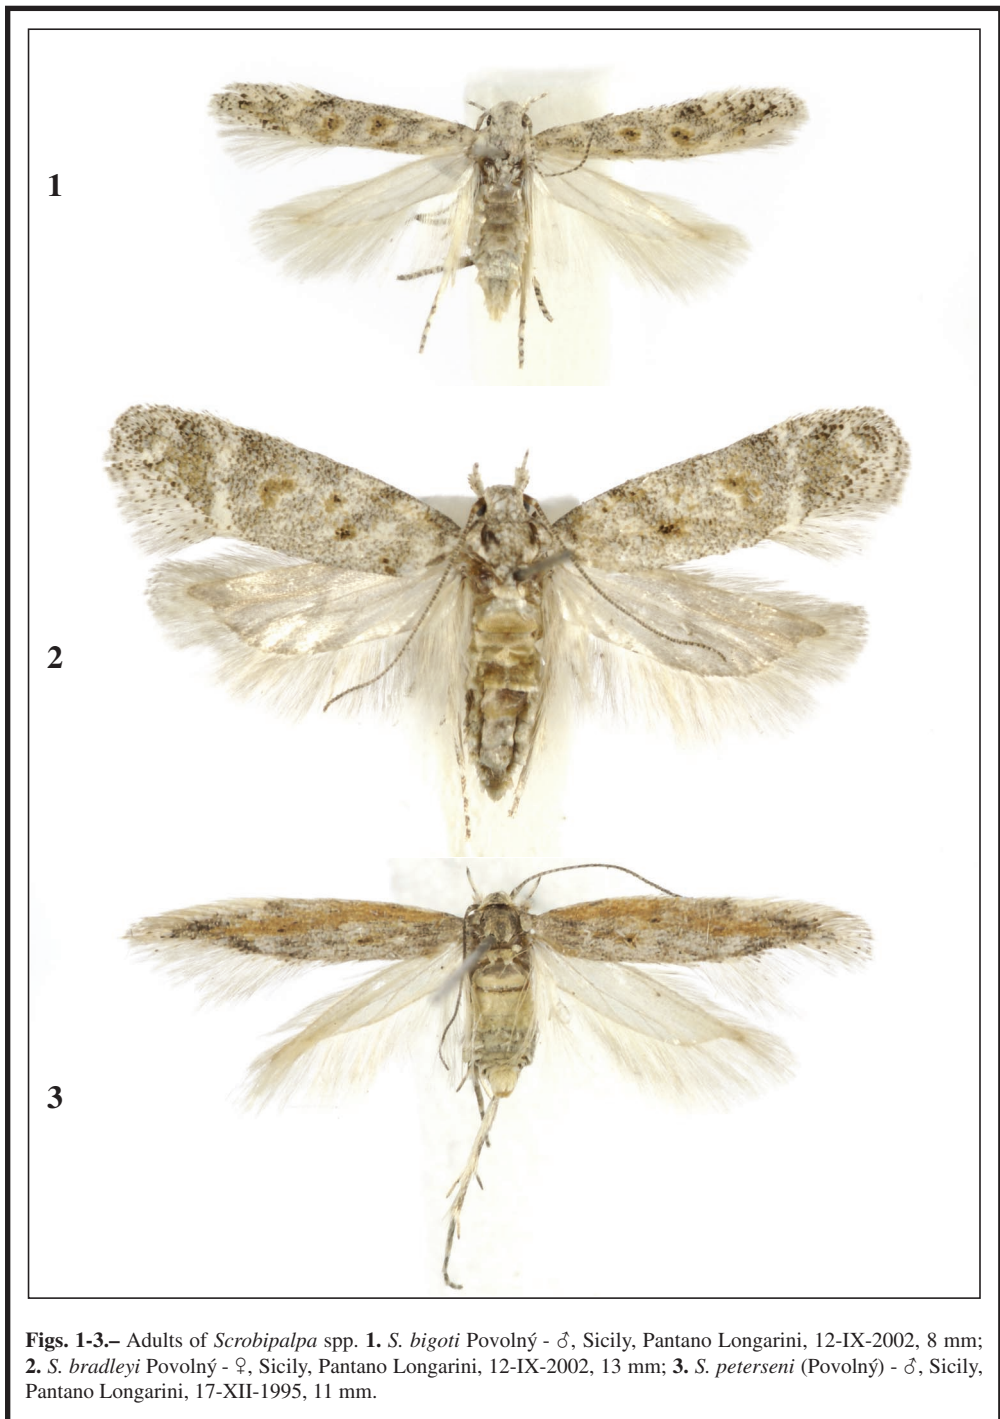 1
2
3
Figs. 1-3.– Adults of Scrobipalpa spp. 1. S. bigoti Povolný - ♂, Sicily, Pantano Longarini, 12-IX-2002, 8 mm;
2. S. bradleyi Povolný - ♀, Sicily, Pantano Longarini, 12-IX-2002, 13 mm; 3. S. peterseni (Povolný) - ♂, Sicily,
Pantano Longarini, 17-XII-1995, 11 mm.